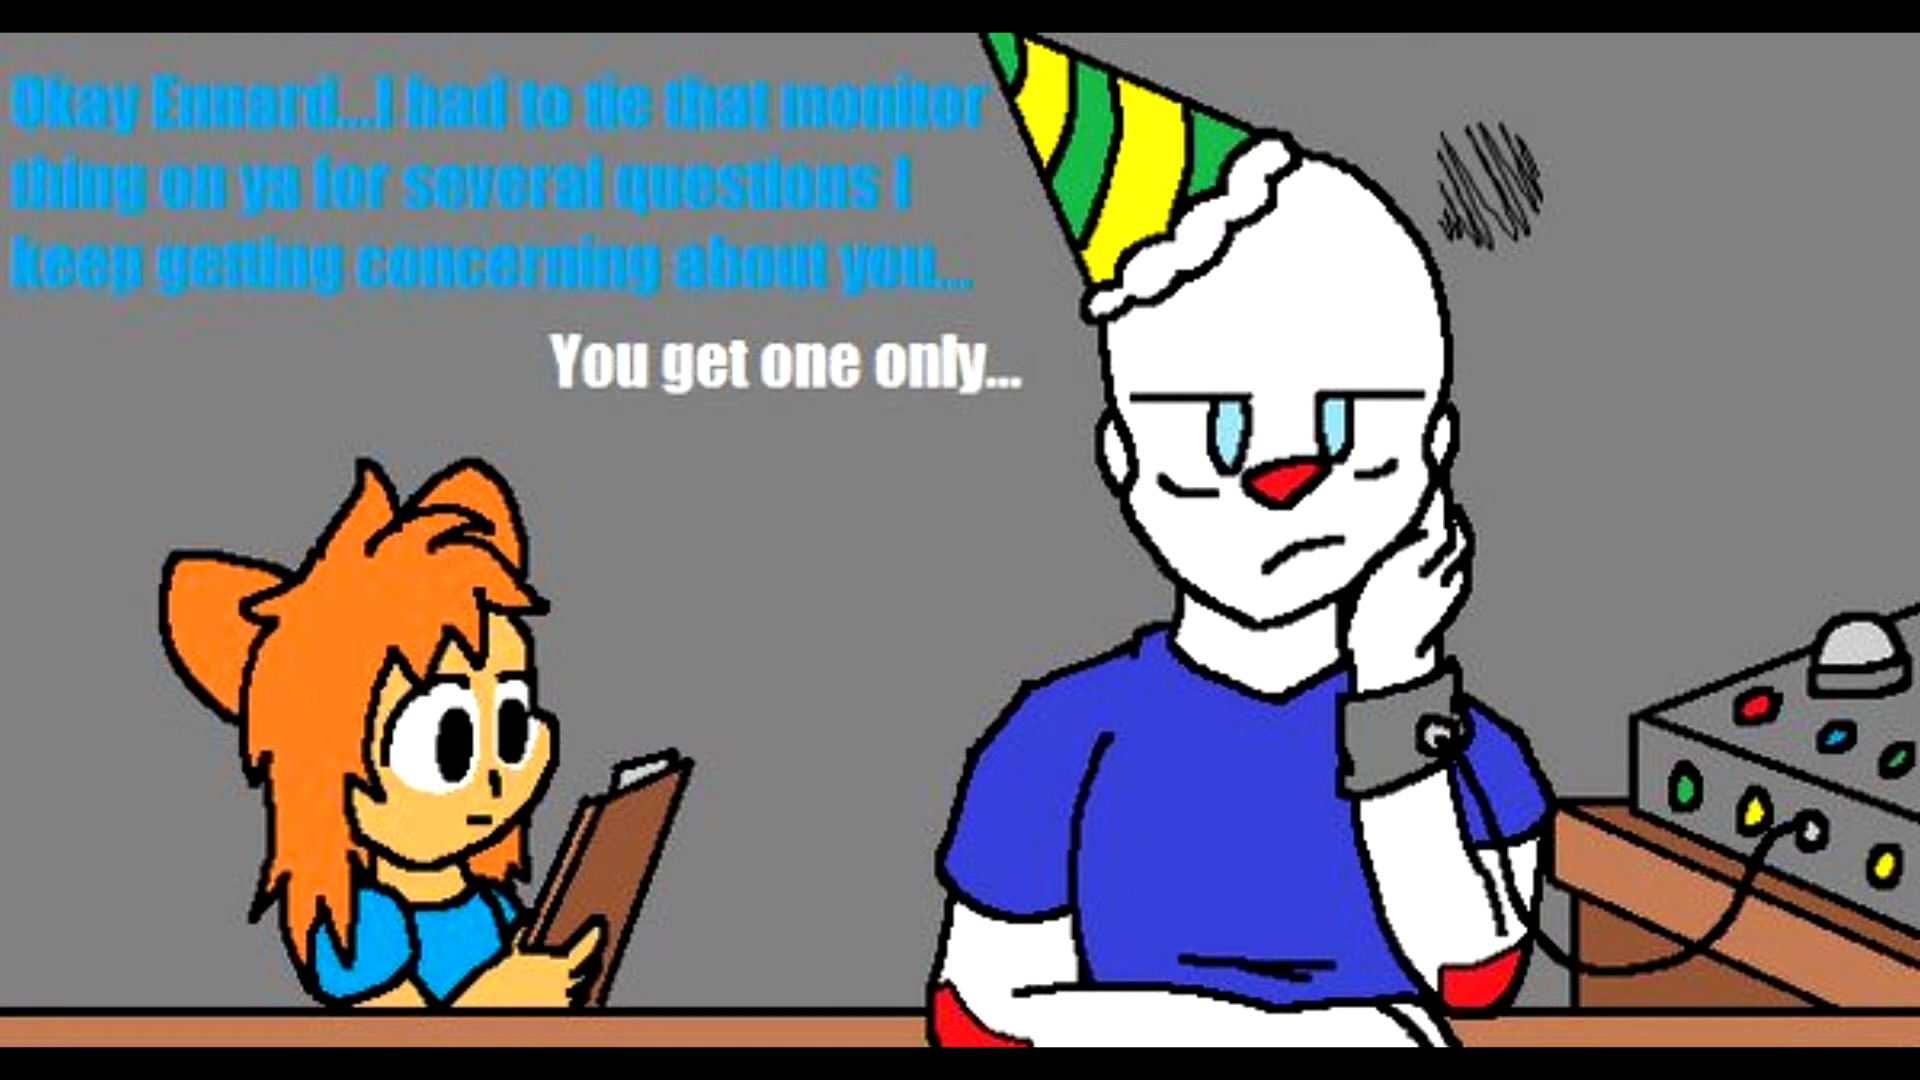 Okay Ennard...I had to tie that monitor
thing on ya for several questions I
keep getting concerning about you...
You get one only...